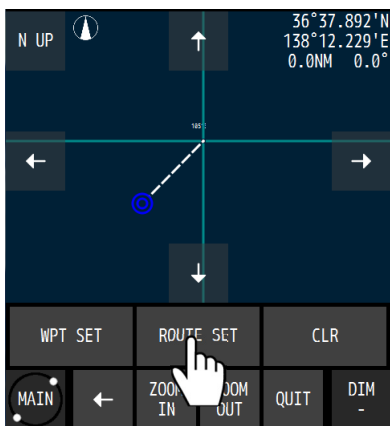 N UP
36°37.892'N
138°12.229'E
0.0NM 0.0°
WPT SET
ROUTE SET
CLR
MAIN
ZOOM
IN
ZOOM
OUT
QUIT
DIM
-